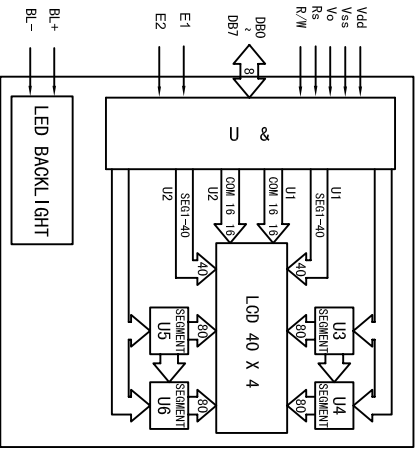 Vdd
Vss
Vo
Rs
R/W
DB0
~
DB7
8
E1
E2
BL+
BL-
U &
LED BACKLIGHT
U1
SEG1-40
40
U1
COM 16
16
COM 16
16
U2
SEG1-40
40
U2
LCD 40 X 4
80
SEGMENT
U3
80
SEGMENT
U4
80
SEGMENT
U5
80
SEGMENT
U6